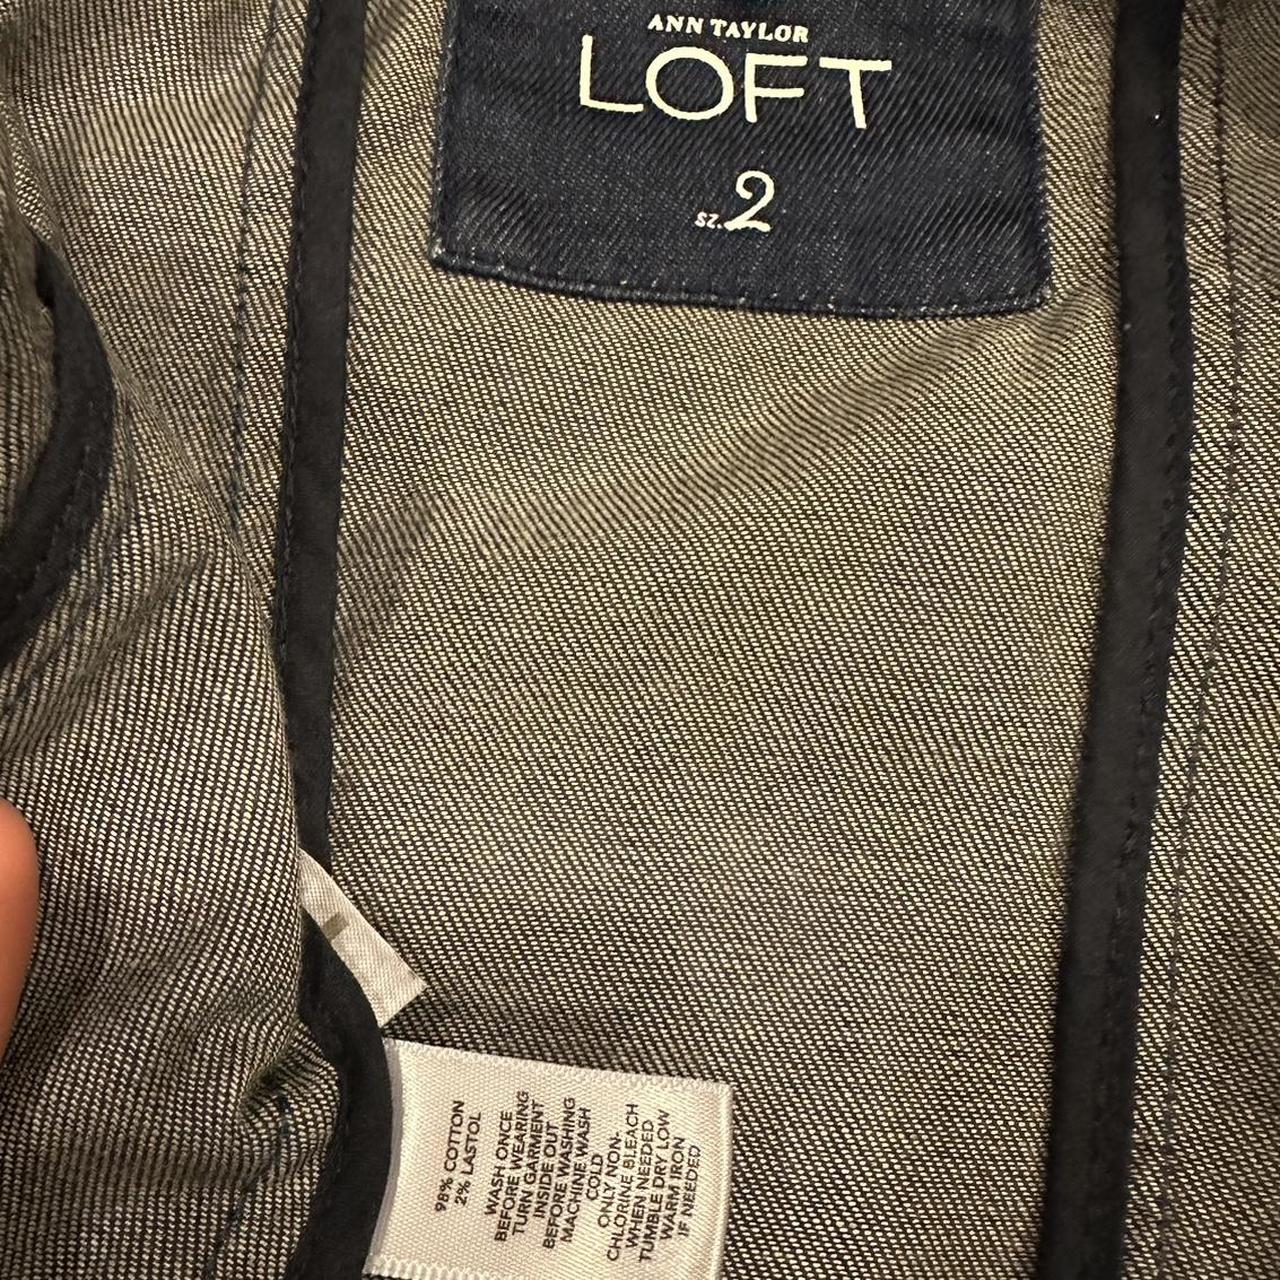 ANN TAYLOR
LOFT
SZ. 2
98% COTTON
2% LASTOL
WASH ONCE
BEFORE WEARING
TURN GARMENT
INSIDE OUT
BEFORE WASHING
MACHINE WASH
COLD
ONLY NON-
CHLORINE BLEACH
WHEN NEEDED
TUMBLE DRY LOW
WARM IRON
IF NEEDED